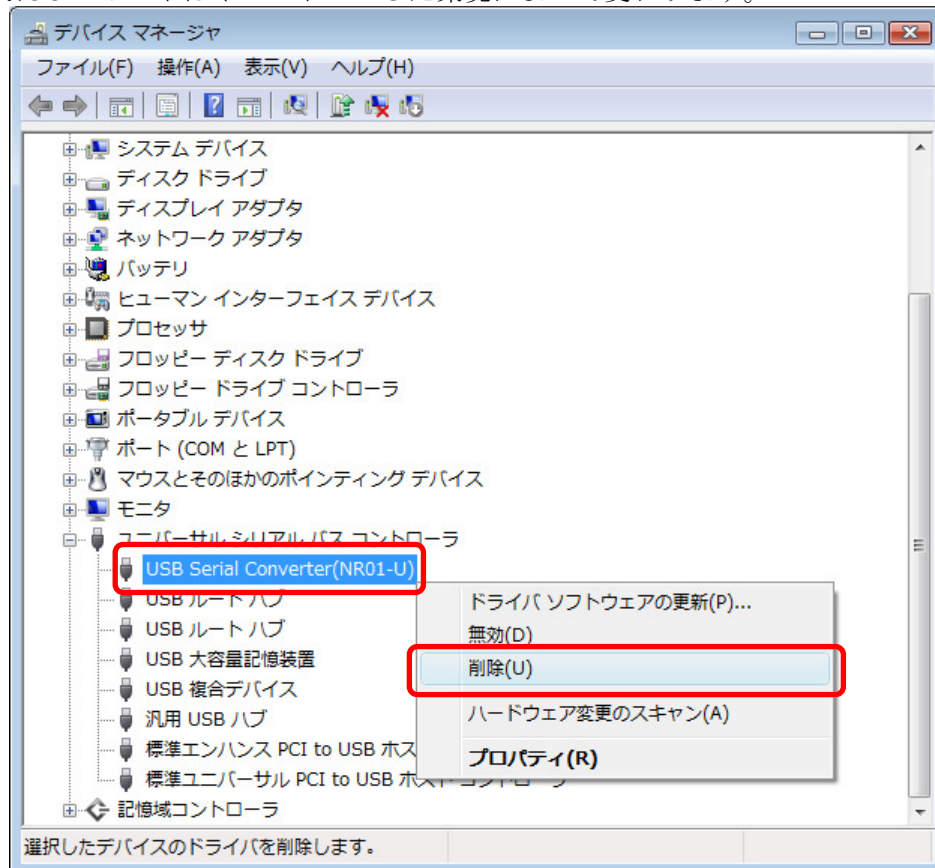 デバイス マネージャ
ファイル(F) 操作(A) 表示(V) ヘルプ(H)
システム デバイス
ディスク ドライブ
ディスプレイ アダプタ
ネットワーク アダプタ
バッテリ
ヒューマン インターフェイス デバイス
プロセッサ
フロッピー ディスク ドライブ
フロッピー ドライブ コントローラ
ポータブル デバイス
ポート (COM と LPT)
マウスとそのほかのポインティング デバイス
モニタ
ユニバーサル シリアル バス コントローラ
USB Serial Converter(NR01-U)
USB ルート ハブ
USB ルート ハブ
USB 大容量記憶装置
USB 複合デバイス
汎用 USB ハブ
標準エンハンス PCI to USB ホス
標準ユニバーサル PCI to USB ホスト コントローラ
記憶域コントローラ
ドライバ ソフトウェアの更新(P)...
無効(D)
削除(U)
ハードウェア変更のスキャン(A)
プロパティ(R)
選択したデバイスのドライバを削除します。